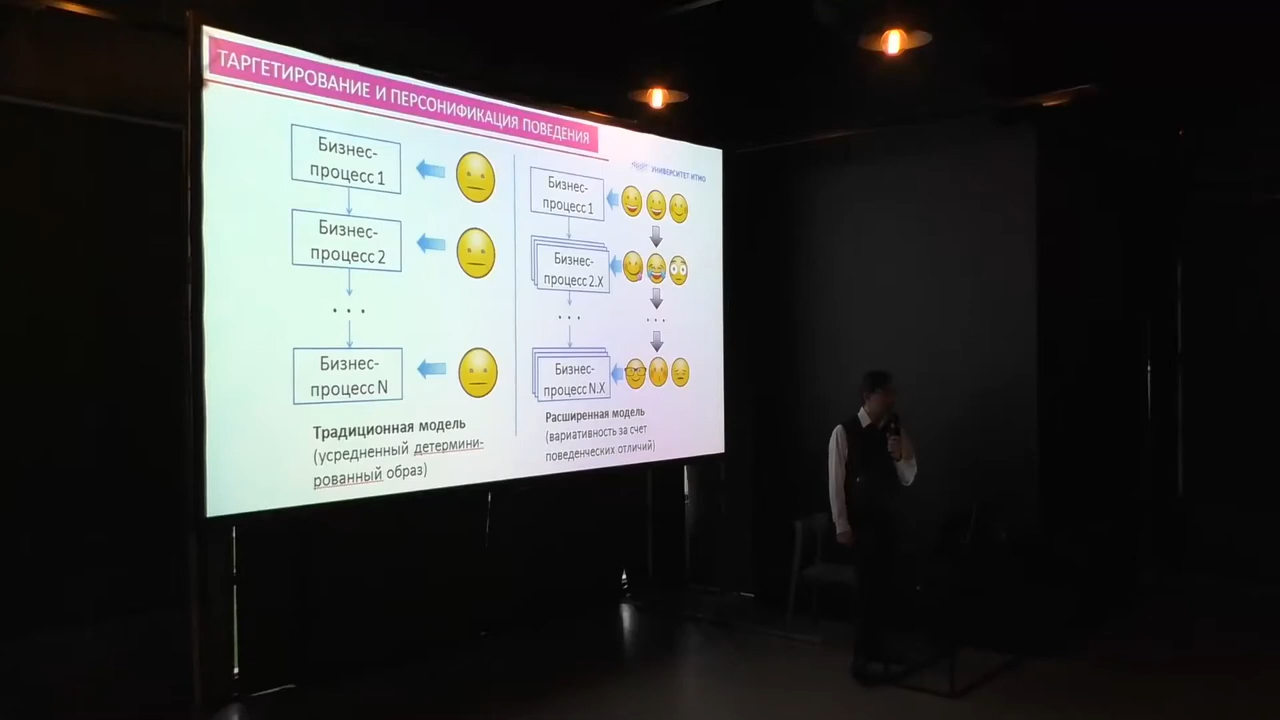 ТАРГЕТИРОВАНИЕ И ПЕРСОНИФИКАЦИЯ ПОВЕДЕНИЯ
УНИВЕРСИТЕТ ИТМО
Бизнес-
процесс 1
Бизнес-
процесс 2
. . .
Бизнес-
процесс N
Традиционная модель
(усредненный детермини-
рованный образ)
Бизнес-
процесс 1
Бизнес-
процесс 2.X
. . .
. . .
Бизнес-
процесс N.X
Расширенная модель
(вариативность за счет
поведенческих отличий)